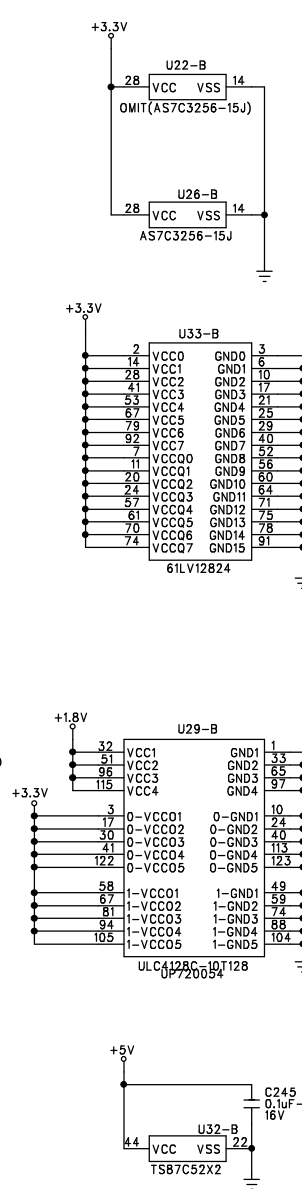 +3.3V
U22-B
28 VCC VSS 14
OMIT(AS7C3256-15J)
U26-B
28 VCC VSS 14
AS7C3256-15J
+3.3V
U33-B
2 VCC0 GND0 3
14 VCC1 GND1 6
28 VCC2 GND2 10
41 VCC3 GND3 17
53 VCC4 GND4 21
67 VCC5 GND5 25
79 VCC6 GND6 29
92 VCC7 GND7 40
7 VCCQ0 GND8 52
11 VCCQ1 GND9 56
20 VCCQ2 GND10 60
24 VCCQ3 GND11 64
57 VCCQ4 GND12 71
61 VCCQ5 GND13 75
70 VCCQ6 GND14 78
74 VCCQ7 GND15 91
61LV12824
+1.8V
U29-B
32 VCC1 GND1 1
51 VCC2 GND2 33
96 VCC3 GND3 65
115 VCC4 GND4 97
+3.3V
3 0-VCCO1 0-GND1 10
17 0-VCCO2 0-GND2 24
30 0-VCCO3 0-GND3 40
41 0-VCCO4 0-GND4 113
122 0-VCCO5 0-GND5 123
58 1-VCCO1 1-GND1 49
67 1-VCCO2 1-GND2 59
81 1-VCCO3 1-GND3 74
94 1-VCCO4 1-GND4 88
105 1-VCCO5 1-GND5 104
ULC4128C-10T128
UP720054
+5V
C245
0.1uF-
16V
U32-B
44 VCC VSS 22
TS87C52X2